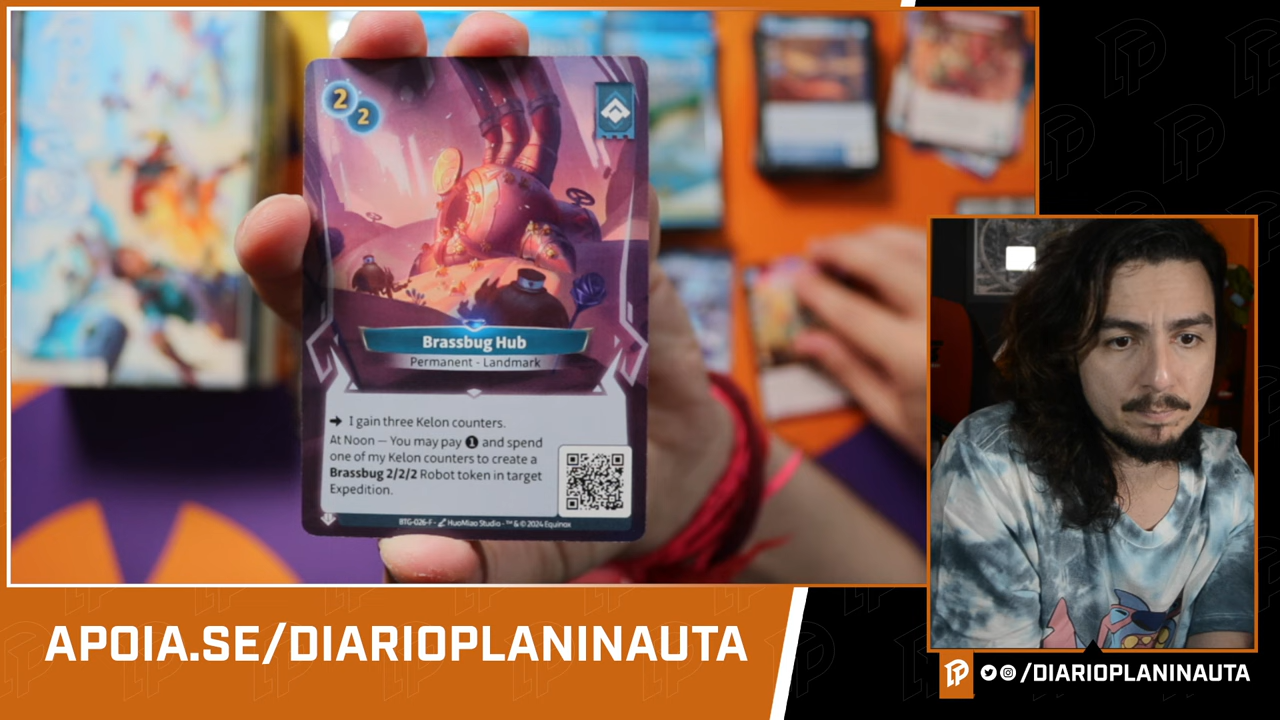 2
2
Brassbug Hub
Permanent - Landmark
➔ I gain three Kelon counters.
At Noon — You may pay ❶ and spend
one of my Kelon counters to create a
Brassbug 2/2/2 Robot token in target
Expedition.
BTG-026-F - HuoMiao Studio - ™ & © 2024 Equinox
APOIA.SE/DIARIOPLANINAUTA
/DIARIOPLANINAUTA